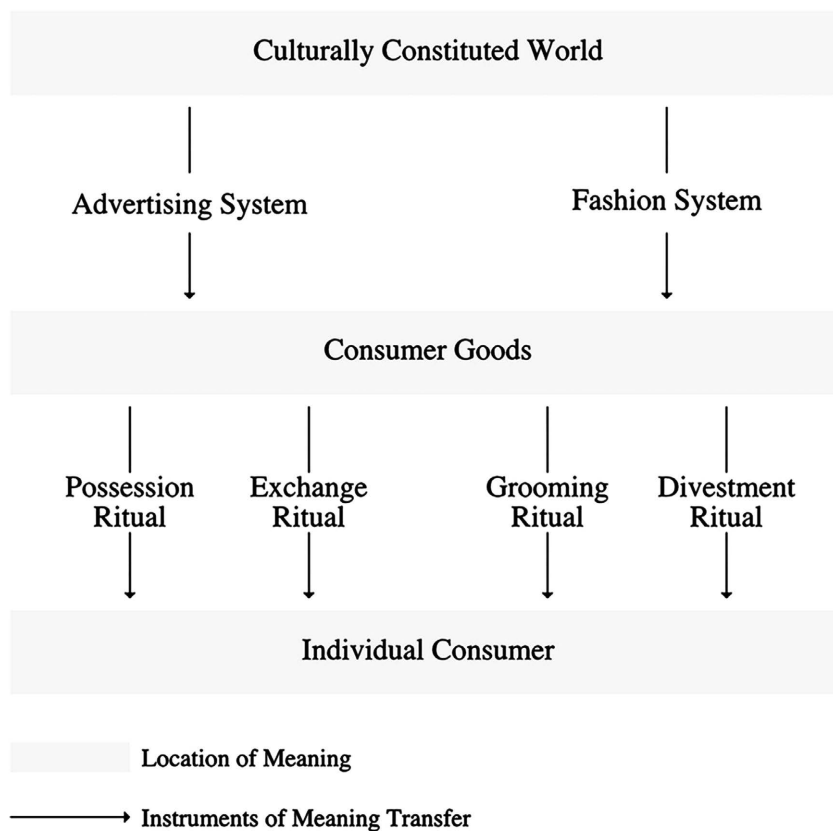 Culturally Constituted World
Advertising System
Fashion System
Consumer Goods
Possession
Ritual
Exchange
Ritual
Grooming
Ritual
Divestment
Ritual
Individual Consumer
Location of Meaning
Instruments of Meaning Transfer